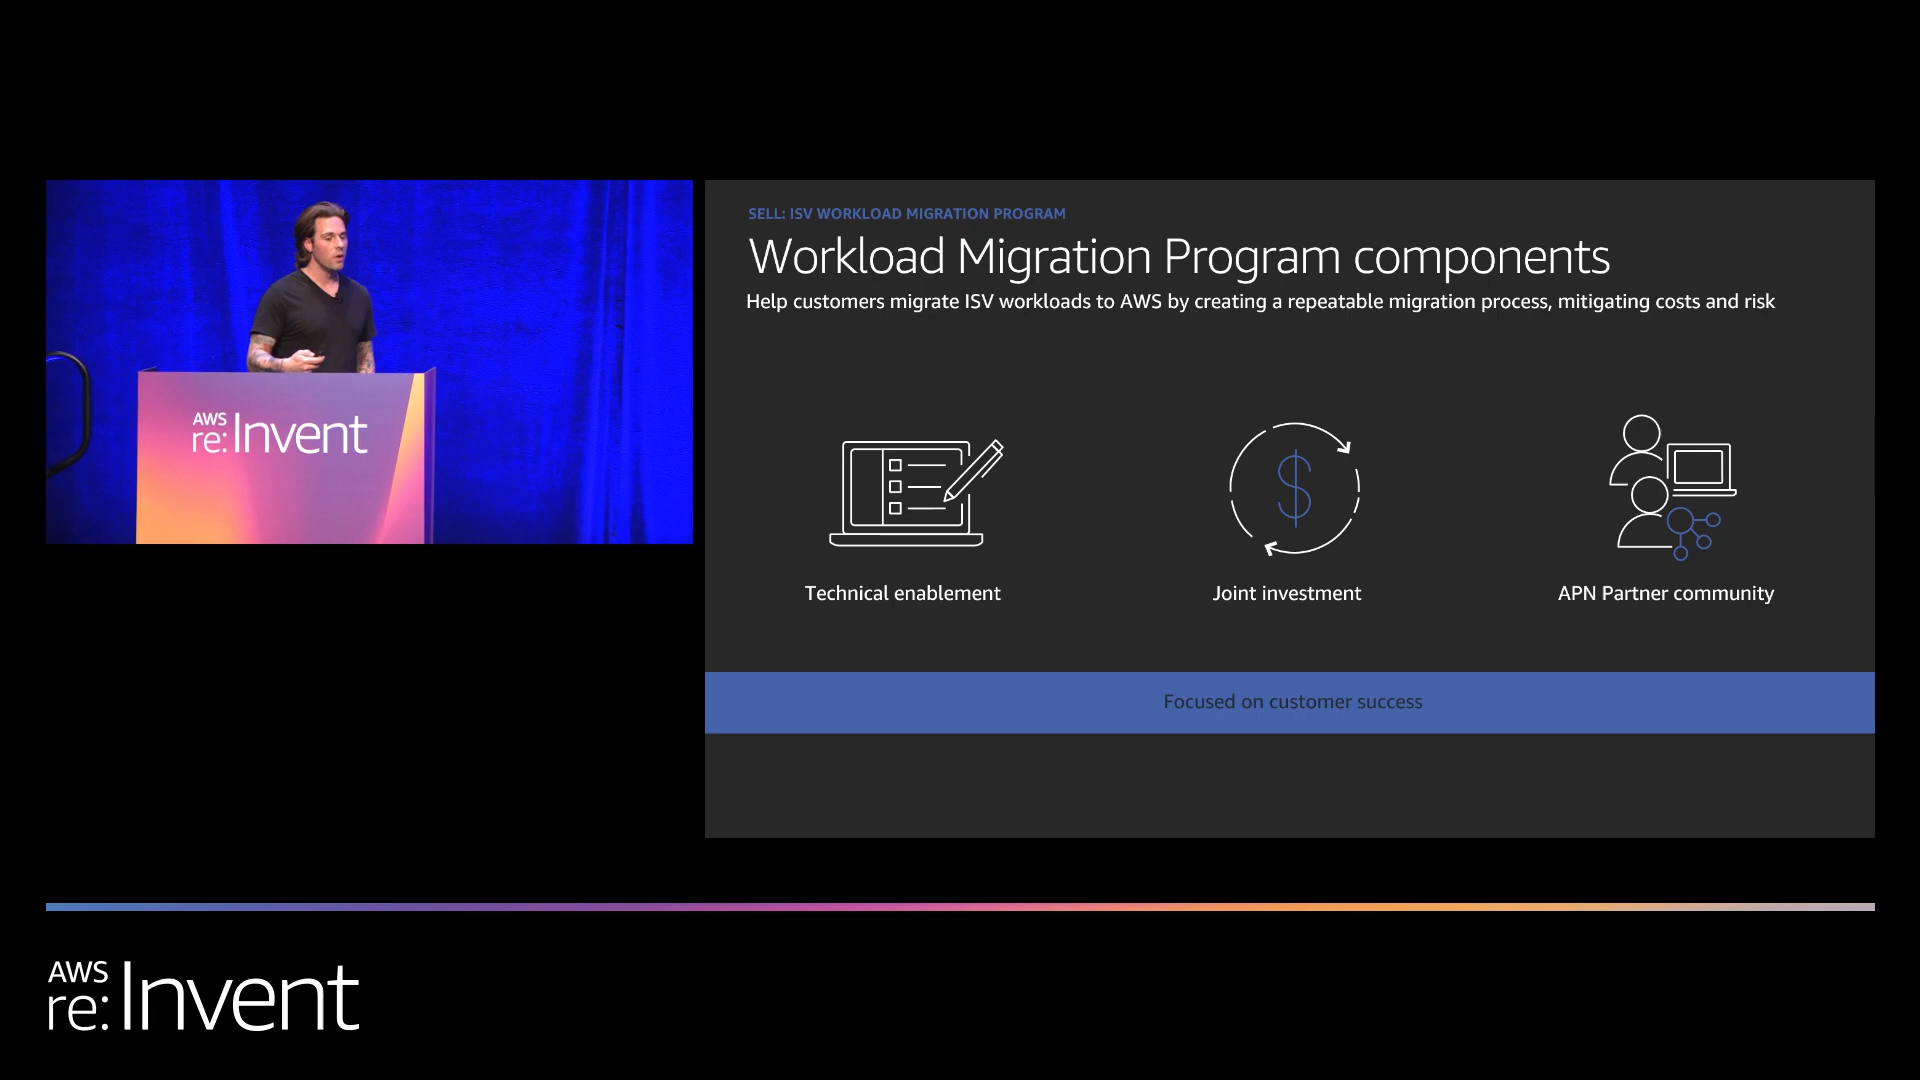 AWS
re:Invent
SELL: ISV WORKLOAD MIGRATION PROGRAM
Workload Migration Program components
Help customers migrate ISV workloads to AWS by creating a repeatable migration process, mitigating costs and risk
$
Technical enablement
Joint investment
APN Partner community
Focused on customer success
AWS
re:Invent